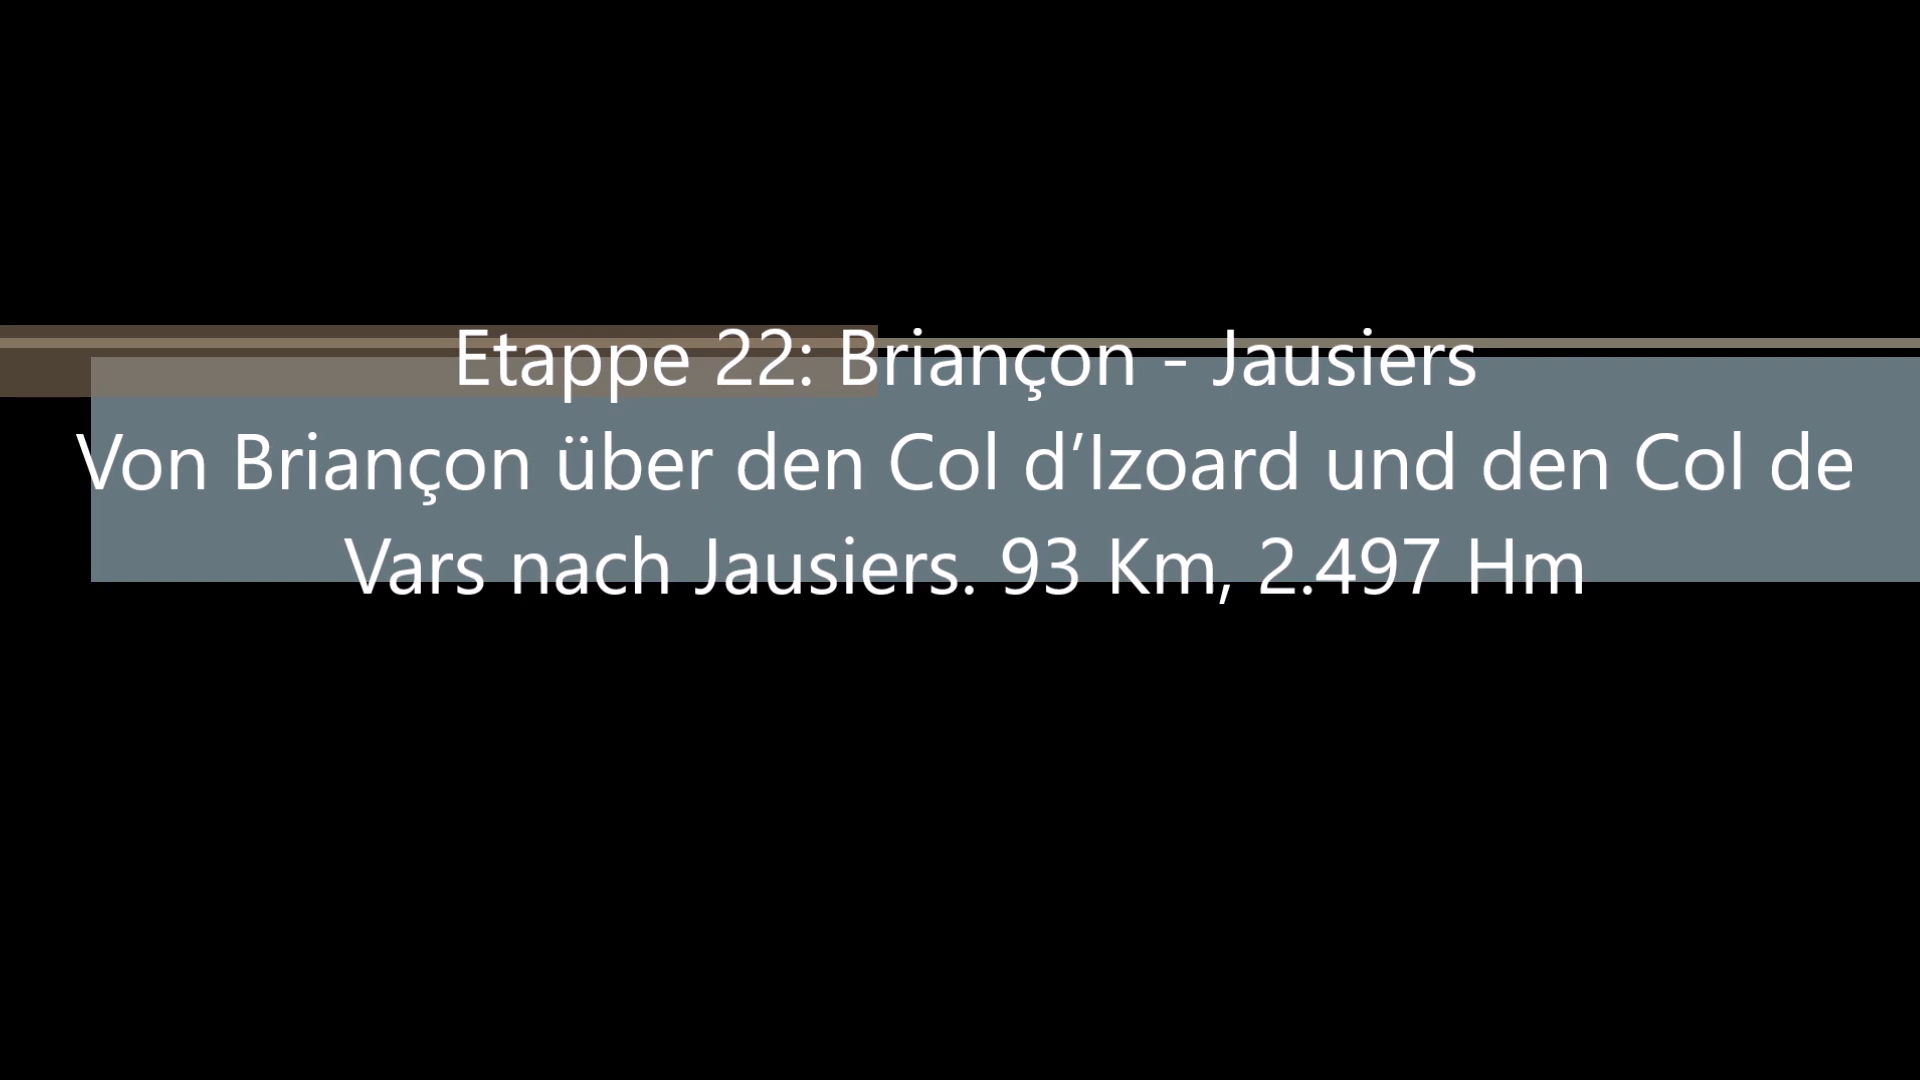 Etappe 22: Briançon - Jausiers
Von Briançon über den Col d’Izoard und den Col de
Vars nach Jausiers. 93 Km, 2.497 Hm